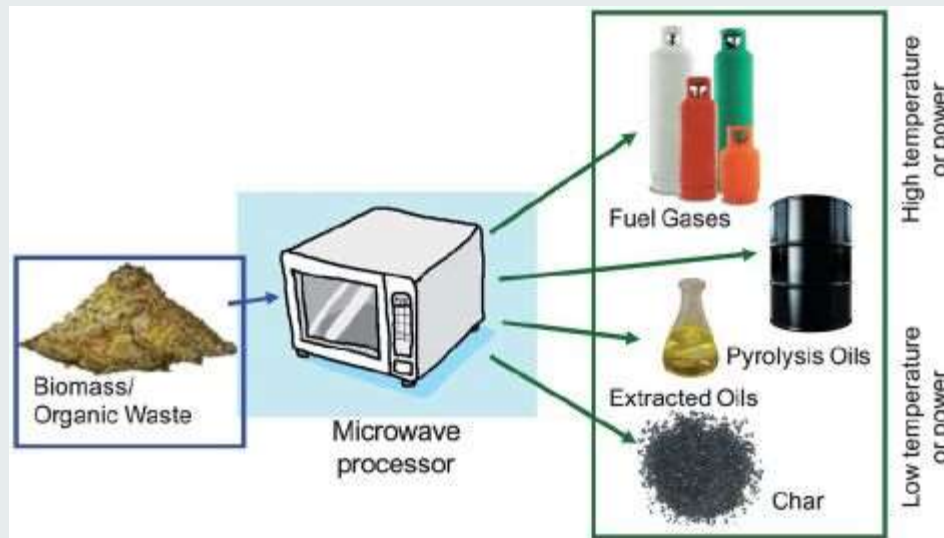 Biomass/
Organic Waste
Microwave
processor
Fuel Gases
Pyrolysis Oils
Extracted Oils
Char
High temperature
or power
Low temperature
or power